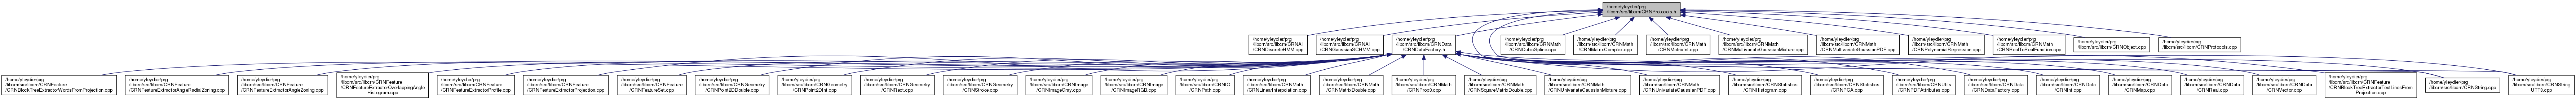 /home/yleydier/prg
/libcrn/src/libcrn/CRNProtocols.h
/home/yleydier/prg
/libcrn/src/libcrn/CRNAI
/CRNDiscreteHMM.cpp
/home/yleydier/prg
/libcrn/src/libcrn/CRNAI
/CRNGaussianSCHMM.cpp
/home/yleydier/prg
/libcrn/src/libcrn/CRNData
/CRNDataFactory.h
/home/yleydier/prg
/libcrn/src/libcrn/CRNMath
/CRNCubicSpline.cpp
/home/yleydier/prg
/libcrn/src/libcrn/CRNMath
/CRNMatrixComplex.cpp
/home/yleydier/prg
/libcrn/src/libcrn/CRNMath
/CRNMatrixInt.cpp
/home/yleydier/prg
/libcrn/src/libcrn/CRNMath
/CRNMultivariateGaussianMixture.cpp
/home/yleydier/prg
/libcrn/src/libcrn/CRNMath
/CRNMultivariateGaussianPDF.cpp
/home/yleydier/prg
/libcrn/src/libcrn/CRNMath
/CRNPolynomialRegression.cpp
/home/yleydier/prg
/libcrn/src/libcrn/CRNMath
/CRNRealToRealFunction.cpp
/home/yleydier/prg
/libcrn/src/libcrn/CRNObject.cpp
/home/yleydier/prg
/libcrn/src/libcrn/CRNProtocols.cpp
/home/yleydier/prg
/libcrn/src/libcrn/CRNFeature
/CRNBlockTreeExtractorWordsFromProjection.cpp
/home/yleydier/prg
/libcrn/src/libcrn/CRNFeature
/CRNFeatureExtractorAngleRadialZoning.cpp
/home/yleydier/prg
/libcrn/src/libcrn/CRNFeature
/CRNFeatureExtractorAngleZoning.cpp
/home/yleydier/prg
/libcrn/src/libcrn/CRNFeature
/CRNFeatureExtractorOverlappingAngle
Histogram.cpp
/home/yleydier/prg
/libcrn/src/libcrn/CRNFeature
/CRNFeatureExtractorProfile.cpp
/home/yleydier/prg
/libcrn/src/libcrn/CRNFeature
/CRNFeatureExtractorProjection.cpp
/home/yleydier/prg
/libcrn/src/libcrn/CRNFeature
/CRNFeatureSet.cpp
/home/yleydier/prg
/libcrn/src/libcrn/CRNGeometry
/CRNPoint2DDouble.cpp
/home/yleydier/prg
/libcrn/src/libcrn/CRNGeometry
/CRNPoint2DInt.cpp
/home/yleydier/prg
/libcrn/src/libcrn/CRNGeometry
/CRNRect.cpp
/home/yleydier/prg
/libcrn/src/libcrn/CRNGeometry
/CRNStroke.cpp
/home/yleydier/prg
/libcrn/src/libcrn/CRNImage
/CRNImageGray.cpp
/home/yleydier/prg
/libcrn/src/libcrn/CRNImage
/CRNImageRGB.cpp
/home/yleydier/prg
/libcrn/src/libcrn/CRNIO
/CRNPath.cpp
/home/yleydier/prg
/libcrn/src/libcrn/CRNMath
/CRNLinearInterpolation.cpp
/home/yleydier/prg
/libcrn/src/libcrn/CRNMath
/CRNMatrixDouble.cpp
/home/yleydier/prg
/libcrn/src/libcrn/CRNMath
/CRNProp3.cpp
/home/yleydier/prg
/libcrn/src/libcrn/CRNMath
/CRNSquareMatrixDouble.cpp
/home/yleydier/prg
/libcrn/src/libcrn/CRNMath
/CRNUnivariateGaussianMixture.cpp
/home/yleydier/prg
/libcrn/src/libcrn/CRNMath
/CRNUnivariateGaussianPDF.cpp
/home/yleydier/prg
/libcrn/src/libcrn/CRNStatistics
/CRNHistogram.cpp
/home/yleydier/prg
/libcrn/src/libcrn/CRNStatistics
/CRNPCA.cpp
/home/yleydier/prg
/libcrn/src/libcrn/CRNUtils
/CRNPDFAttributes.cpp
/home/yleydier/prg
/libcrn/src/libcrn/CRNData
/CRNDataFactory.cpp
/home/yleydier/prg
/libcrn/src/libcrn/CRNData
/CRNInt.cpp
/home/yleydier/prg
/libcrn/src/libcrn/CRNData
/CRNMap.cpp
/home/yleydier/prg
/libcrn/src/libcrn/CRNData
/CRNReal.cpp
/home/yleydier/prg
/libcrn/src/libcrn/CRNData
/CRNVector.cpp
/home/yleydier/prg
/libcrn/src/libcrn/CRNFeature
/CRNBlockTreeExtractorTextLinesFrom
Projection.cpp
/home/yleydier/prg
/libcrn/src/libcrn/CRNString.cpp
/home/yleydier/prg
/libcrn/src/libcrn/CRNString
UTF8.cpp